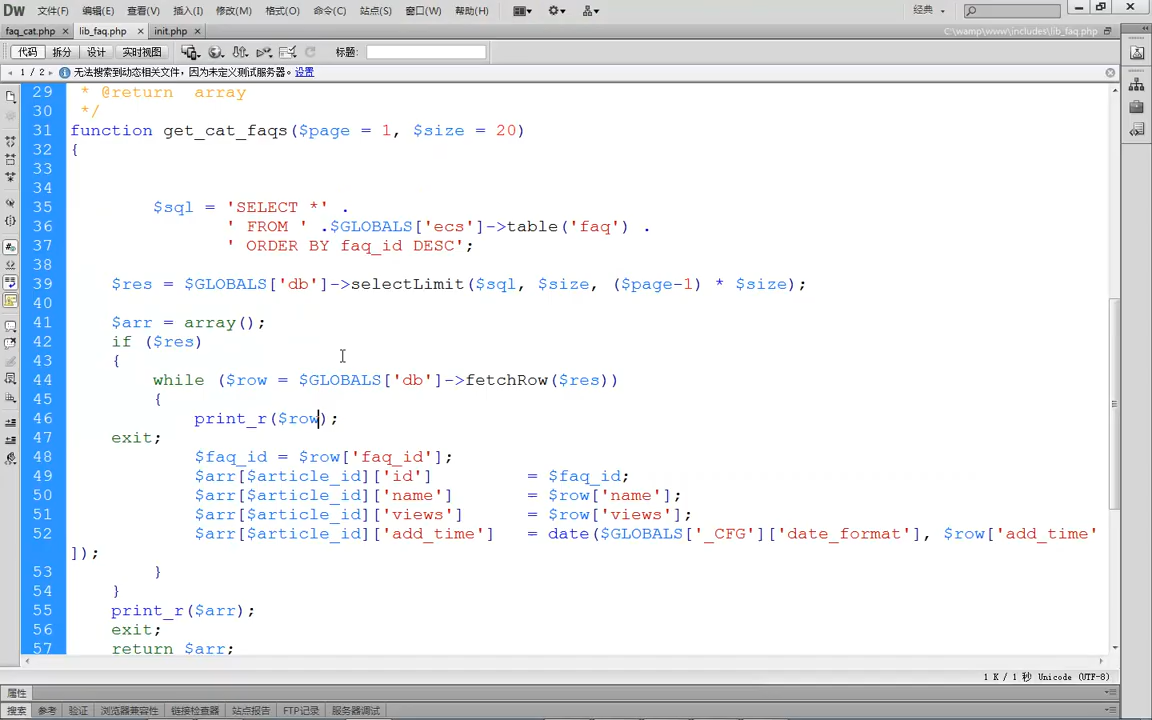 Dw 文件(F) 编辑(E) 查看(V) 插入(I) 修改(M) 格式(O) 命令(C) 站点(S) 窗口(W) 帮助(H) 经典
faq_cat.php × lib_faq.php × init.php × C:\wamp\www\includes\lib_faq.php
代码 拆分 设计 实时视图 标题:
1 / 2 无法搜索到动态相关文件，因为未定义测试服务器。 设置
29 * @return array
30 */
31 function get_cat_faqs($page = 1, $size = 20)
32 {
33
34
35 $sql = 'SELECT *' .
36 ' FROM ' .$GLOBALS['ecs']->table('faq') .
37 ' ORDER BY faq_id DESC';
38
39 $res = $GLOBALS['db']->selectLimit($sql, $size, ($page-1) * $size);
40
41 $arr = array();
42 if ($res)
43 {
44 while ($row = $GLOBALS['db']->fetchRow($res))
45 {
46 print_r($row);
47 exit;
48 $faq_id = $row['faq_id'];
49 $arr[$article_id]['id'] = $faq_id;
50 $arr[$article_id]['name'] = $row['name'];
51 $arr[$article_id]['views'] = $row['views'];
52 $arr[$article_id]['add_time'] = date($GLOBALS['_CFG']['date_format'], $row['add_time'
]);
53 }
54 }
55 print_r($arr);
56 exit;
57 return $arr;
1 K / 1 秒 Unicode (UTF-8)
属性
搜索 参考 验证 浏览器兼容性 链接检查器 站点报告 FTP记录 服务器调试